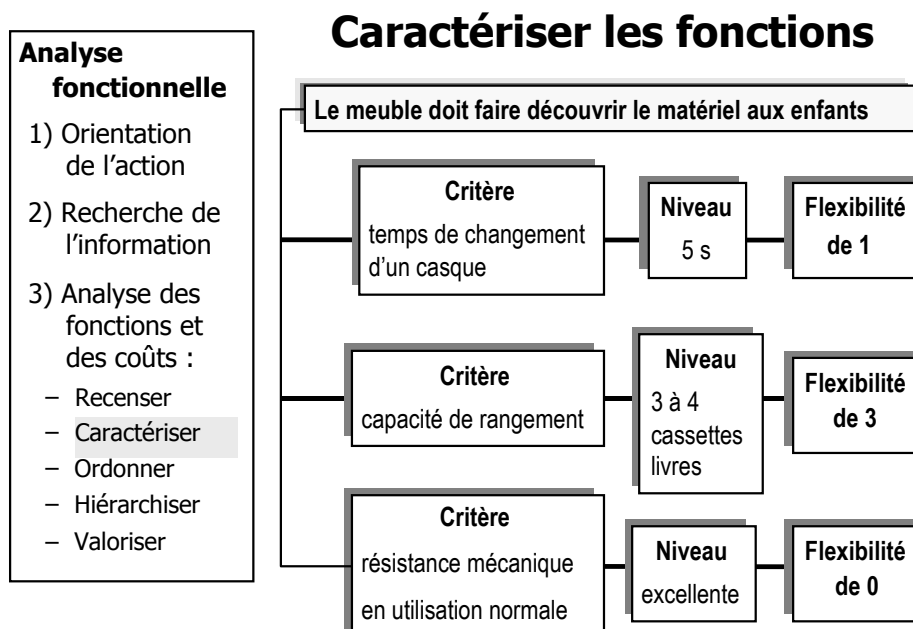 Caractériser les fonctions
Analyse
fonctionnelle
1) Orientation
de l'action
2) Recherche de
l'information
3) Analyse des
fonctions et
des coûts :
– Recenser
– Caractériser
– Ordonner
– Hiérarchiser
– Valoriser
Le meuble doit faire découvrir le matériel aux enfants
Critère
temps de changement
d'un casque
Niveau
5 s
Flexibilité
de 1
Critère
capacité de rangement
Niveau
3 à 4
cassettes
livres
Flexibilité
de 3
Critère
résistance mécanique
en utilisation normale
Niveau
excellente
Flexibilité
de 0